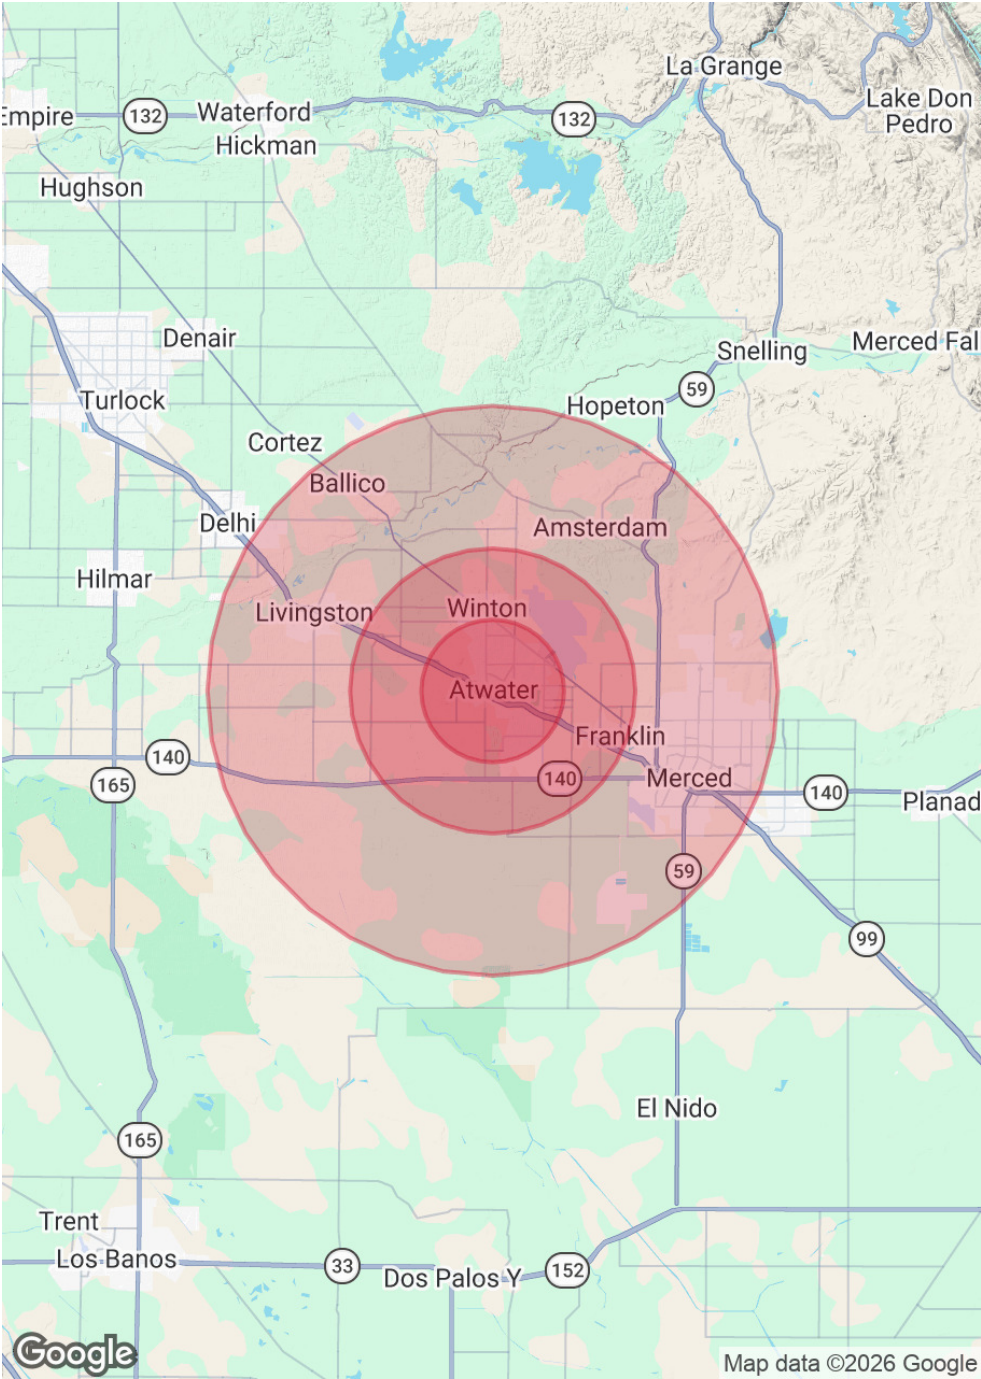 La Grange
Lake Don
Pedro
Empire
132
Waterford
132
Hickman
Hughson
Denair
Snelling
Merced Fal
59
Turlock
Hopeton
Cortez
Ballico
Delhi
Amsterdam
Hilmar
Livingston
Winton
Atwater
Franklin
140
165
140
Merced
140
Planad
59
99
El Nido
165
Trent
Los Banos
33
Dos Palos Y
152
Google
Map data ©2026 Google